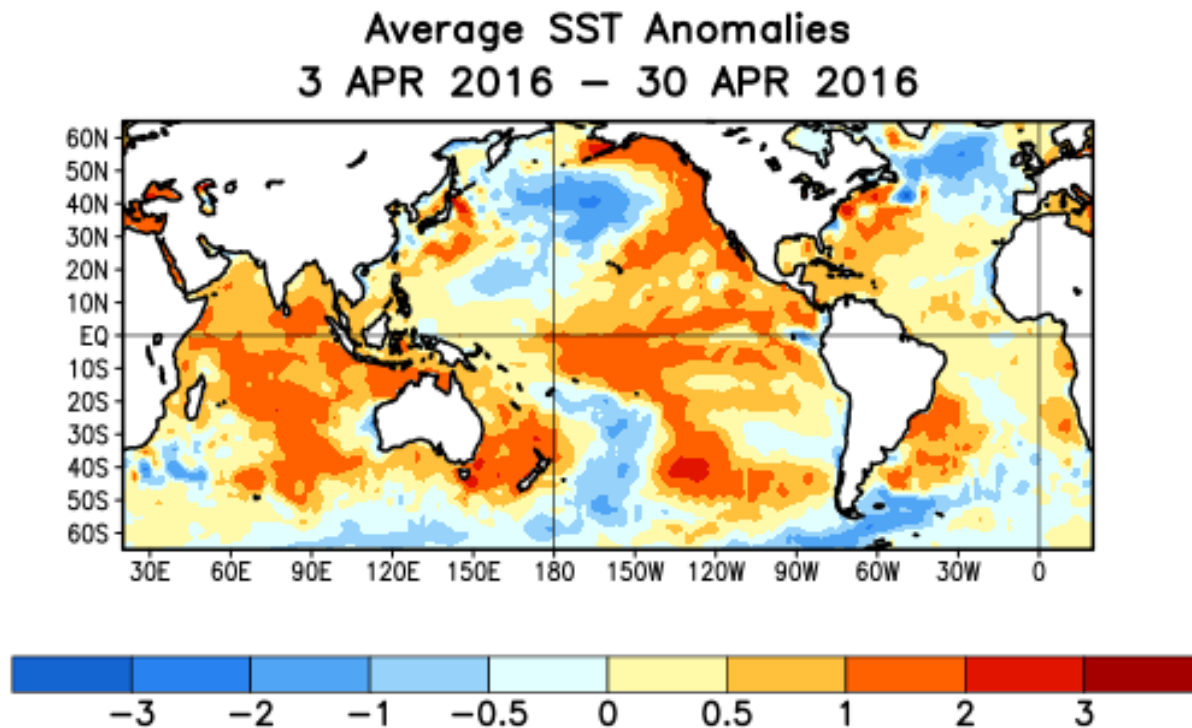 Average SST Anomalies
3 APR 2016 – 30 APR 2016
60N
50N
40N
30N
20N
10N
EQ
10S
20S
30S
40S
50S
60S
30E 60E 90E 120E 150E 180 150W 120W 90W 60W 30W 0
-3 -2 -1 -0.5 0 0.5 1 2 3